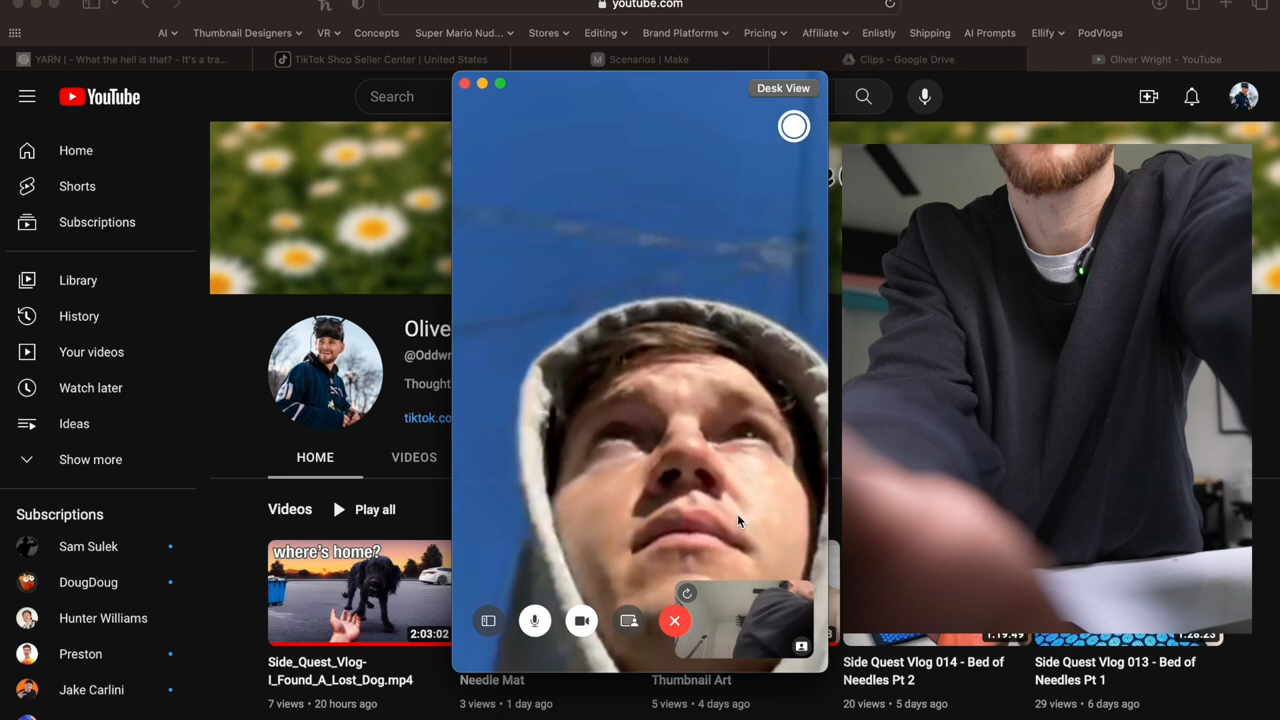 youtube.com
AI
Thumbnail Designers
VR
Concepts
Super Mario Nud...
Stores
Editing
Brand Platforms
Pricing
Affiliate
Enlistly
Shipping
AI Prompts
Ellify
PodVlogs
YARN | - What the hell is that? - It's a tra...
TikTok Shop Seller Center | United States
Scenarios | Make
Clips - Google Drive
Oliver Wright - YouTube
YouTube
Search
Desk View
Home
Shorts
Subscriptions
Library
History
Your videos
Watch later
Ideas
Show more
Subscriptions
Sam Sulek
DougDoug
Hunter Williams
Preston
Jake Carlini
Olive
@Oddwr
Thought
tiktok.co
HOME
VIDEOS
Videos
Play all
where's home?
2:03:02
1:19:49
1:28:23
Side_Quest_Vlog-
I_Found_A_Lost_Dog.mp4
7 views • 20 hours ago
Needle Mat
3 views • 1 day ago
Thumbnail Art
5 views • 4 days ago
Side Quest Vlog 014 - Bed of
Needles Pt 2
20 views • 5 days ago
Side Quest Vlog 013 - Bed of
Needles Pt 1
29 views • 6 days ago